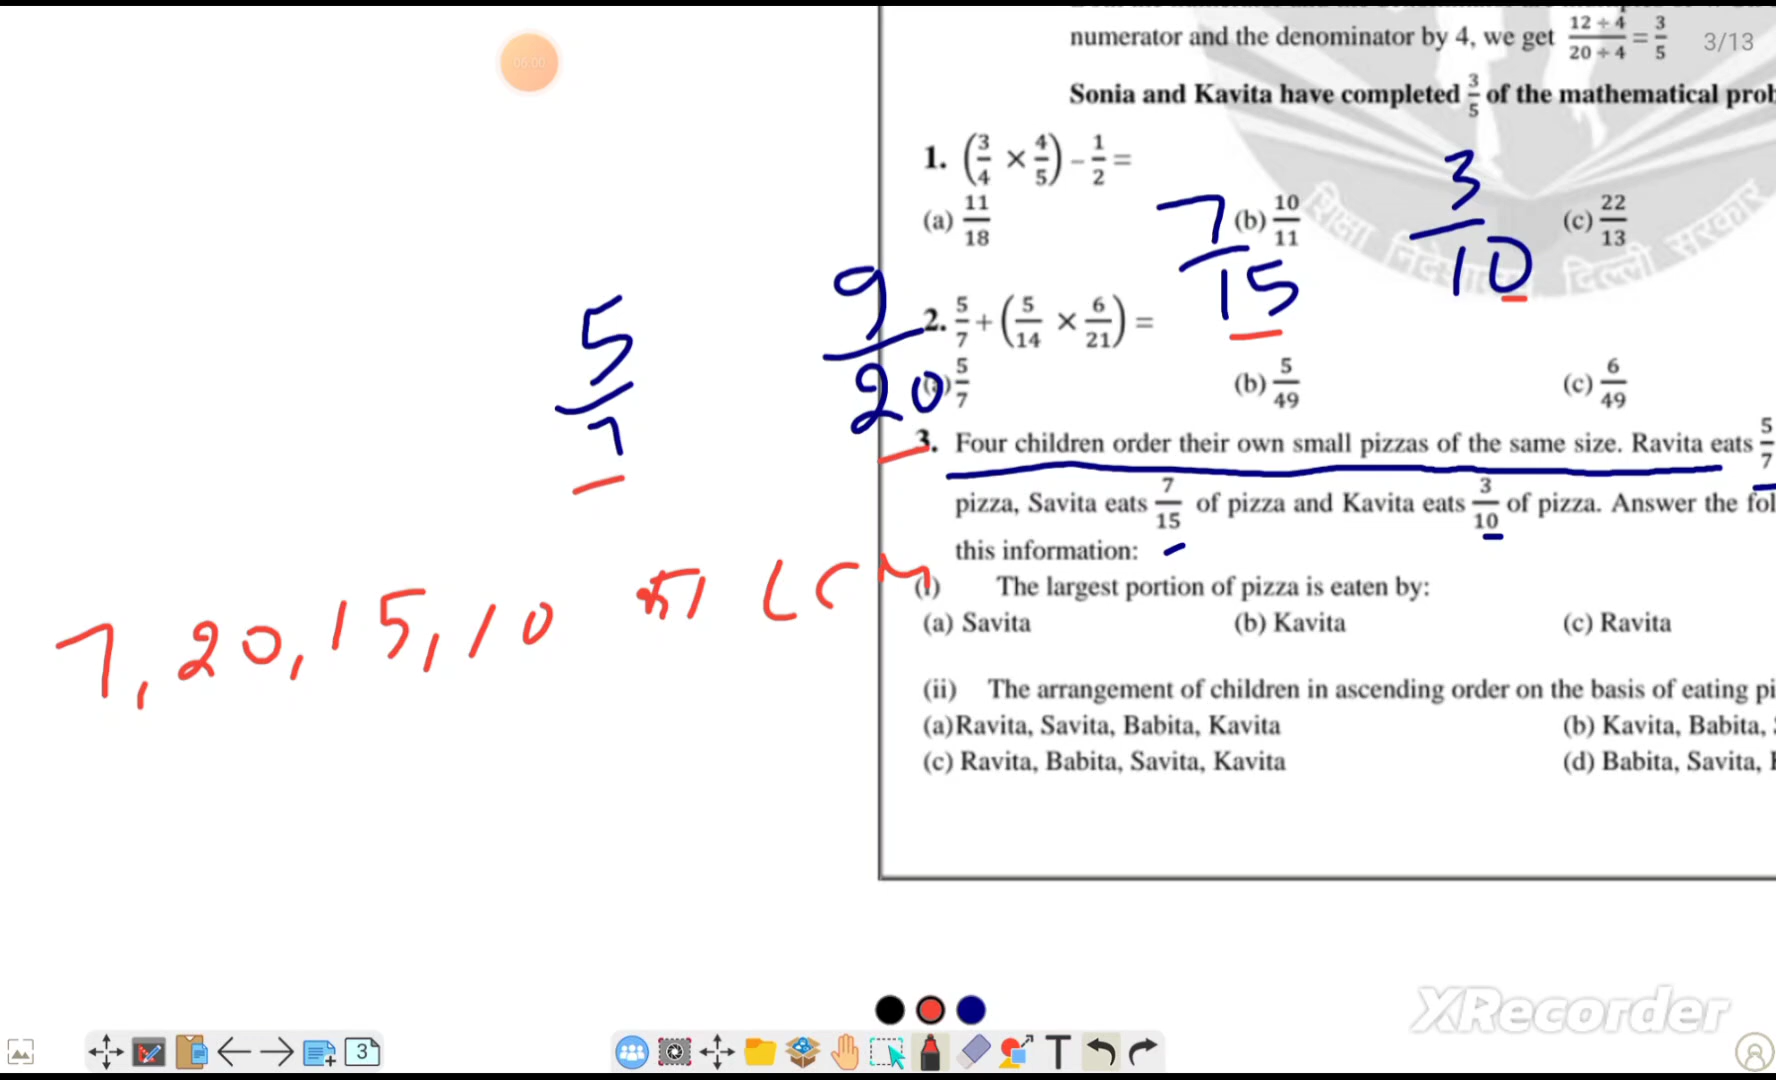 06:00
numerator and the denominator by 4, we get 12 ÷ 4 / 20 ÷ 4 = 3/5
3/13
Sonia and Kavita have completed 3/5 of the mathematical prob
1. (3/4 × 4/5) – 1/2 =
(a) 11/18 (b) 10/11 (c) 22/13
शिक्षा निदेशालय दिल्ली सरकार
5/7 9/20 7/15 3/10
2. 5/7 + (5/14 × 6/21) =
(a) 5/7 (b) 5/49 (c) 6/49
3. Four children order their own small pizzas of the same size. Ravita eats 5/7
pizza, Savita eats 7/15 of pizza and Kavita eats 3/10 of pizza. Answer the fol
this information:
7, 20, 15, 10 का LCM
(i) The largest portion of pizza is eaten by:
(a) Savita (b) Kavita (c) Ravita
(ii) The arrangement of children in ascending order on the basis of eating pi
(a)Ravita, Savita, Babita, Kavita (b) Kavita, Babita,
(c) Ravita, Babita, Savita, Kavita (d) Babita, Savita,
XRecorder
3
T